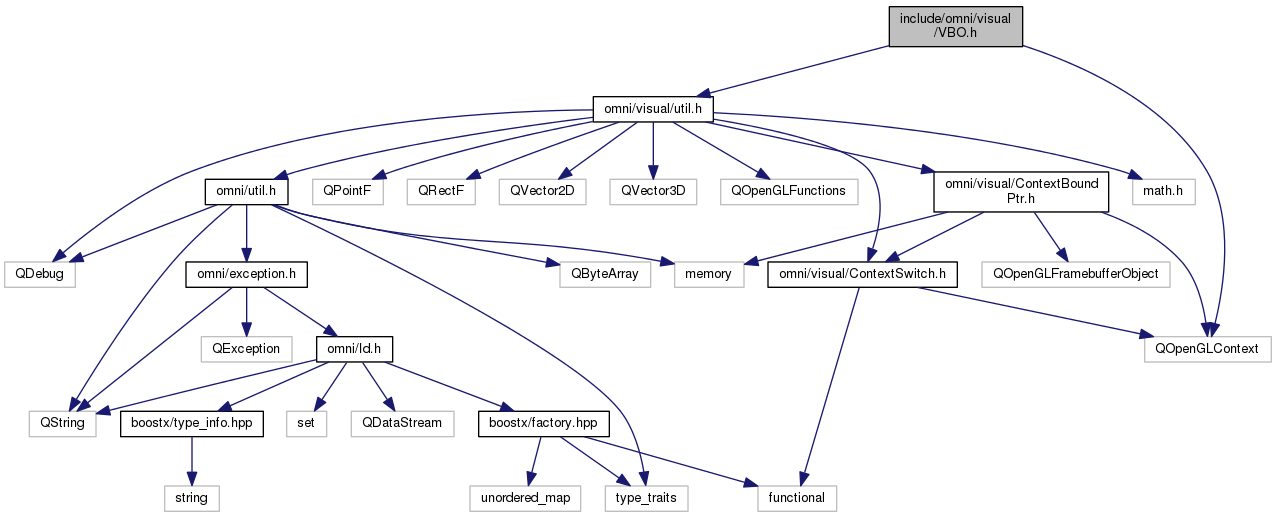 include/omni/visual
/VBO.h
omni/visual/util.h
omni/util.h
QPointF
QRectF
QVector2D
QVector3D
QOpenGLFunctions
omni/visual/ContextBound
Ptr.h
math.h
QDebug
omni/exception.h
QByteArray
memory
omni/visual/ContextSwitch.h
QOpenGLFramebufferObject
QException
omni/Id.h
QOpenGLContext
QString
boostx/type_info.hpp
set
QDataStream
boostx/factory.hpp
string
unordered_map
type_traits
functional